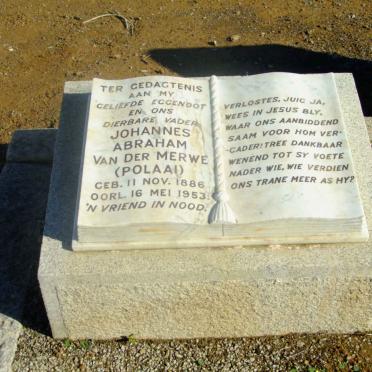 TER GEDAGTENIS
AAN MY
GELIEFDE EGGENOOT
EN ONS
DIERBARE VADER
JOHANNES
ABRAHAM
VAN DER MERWE
(POLAAI)
GEB. 11 NOV. 1886
OORL. 16 MEI 1953.
'N VRIEND IN NOOD.
VERLOSTES, JUIG JA,
WEES IN JESUS BLY,
WAAR ONS AANBIDDEND
SAAM VOOR HOM VER-
GADER! TREE DANKBAAR
WENEND TOT SY VOETE
NADER WIE, WIE VERDIEN
ONS TRANE MEER AS HY?